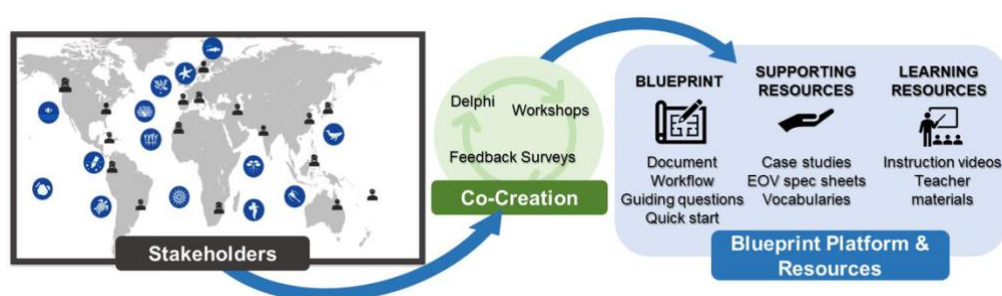 Stakeholders
Delphi
Workshops
Feedback Surveys
Co-Creation
BLUEPRINT
Document
Workflow
Guiding questions
Quick start
SUPPORTING
RESOURCES
Case studies
EOV spec sheets
Vocabularies
LEARNING
RESOURCES
Instruction videos
Teacher
materials
Blueprint Platform &
Resources